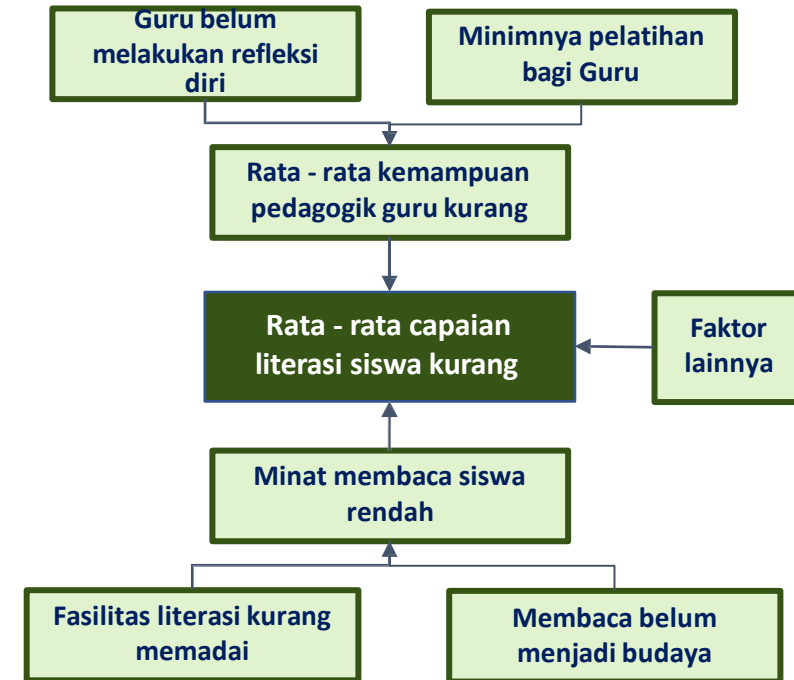 Guru belum
melakukan refleksi
diri
Minimnya pelatihan
bagi Guru
Rata - rata kemampuan
pedagogik guru kurang
Rata - rata capaian
literasi siswa kurang
Faktor
lainnya
Minat membaca siswa
rendah
Fasilitas literasi kurang
memadai
Membaca belum
menjadi budaya